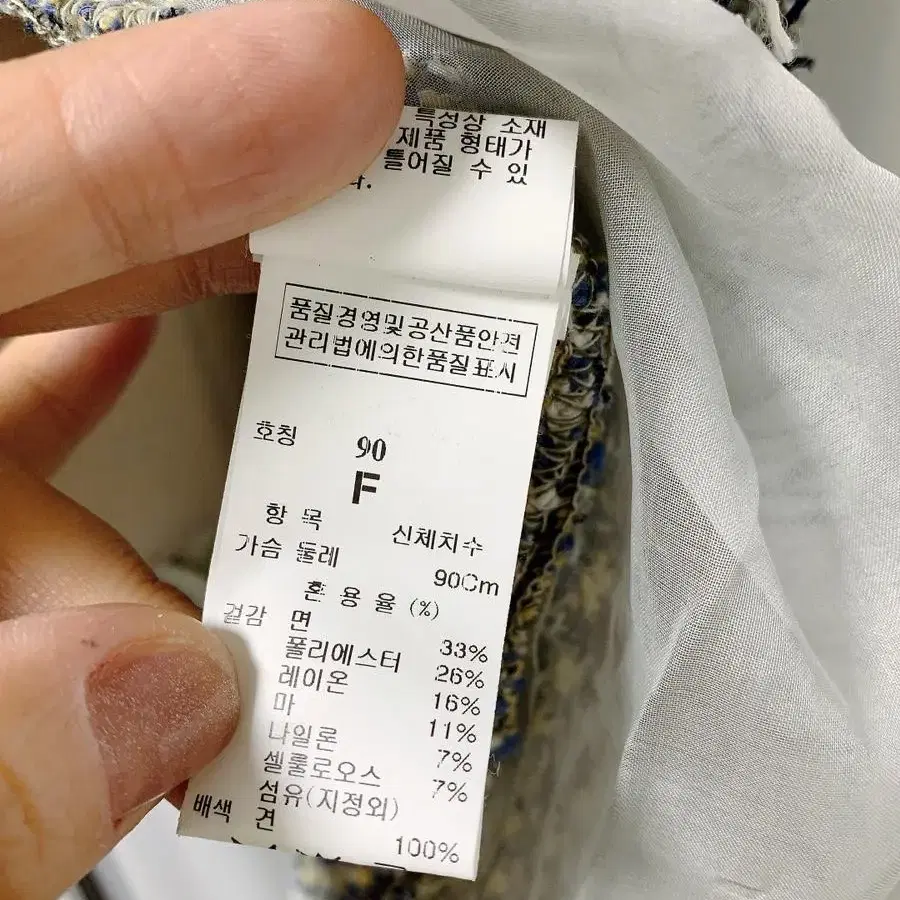 특성상 소재
제품 형태가
틀어질 수 있
다.
품질경영및공산품안전
관리법에의한품질표시
호칭 90
F
항 목 신체치수
가슴 둘레 90Cm
혼 용 율 (%)
겉감 면 33%
폴리에스터 26%
레이온 16%
마 11%
나일론 7%
셀룰로오스 7%
섬유(지정외)
배색 견 100%